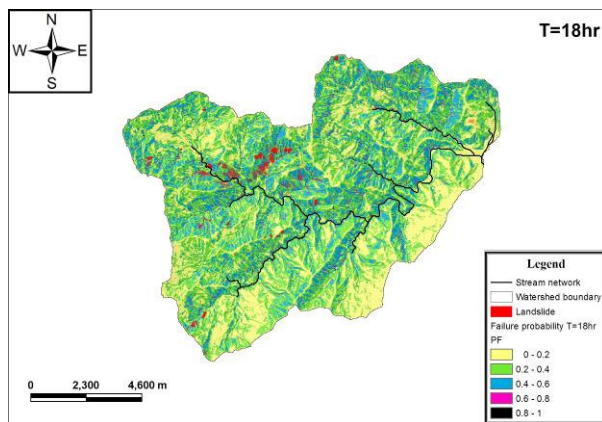 N
T=18hr
W E
S
Legend
Stream network
Watershed boundary
Landslide
Failure probability T=18hr
PF
0 - 0.2
0.2 - 0.4
0.4 - 0.6
0.6 - 0.8
0.8 - 1
0 2,300 4,600 m